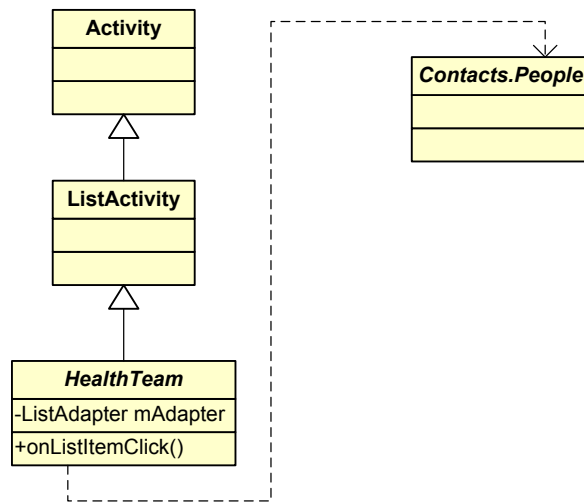 Activity
Contacts.People
ListActivity
HealthTeam
-ListAdapter mAdapter
+onListItemClick()